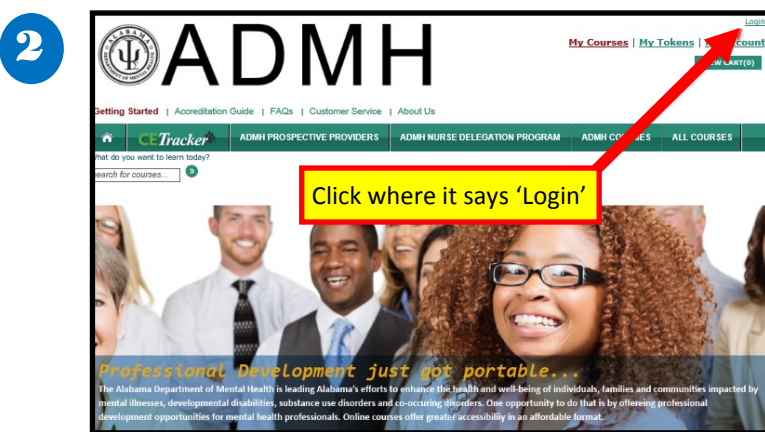 2
Login
ADMH
My Courses | My Tokens |
VIEW CART(0)
Getting Started | Accreditation Guide | FAQs | Customer Service | About Us
CETracker
ADMH PROSPECTIVE PROVIDERS
ADMH NURSE DELEGATION PROGRAM
ALL COURSES
What do you want to learn today?
Search for courses...
Click where it says ‘Login’
Professional Development just got portable...
The Alabama Department of Mental Health is leading Alabama's efforts to enhance the health and well-being of individuals, families and communities impacted by
mental illnesses, developmental disabilities, substance use disorders and co-occuring disorders. One opportunity to do that is by offereing professional
development opportunities for mental health professionals. Online courses offer greater accessibiliy in an affordable format.